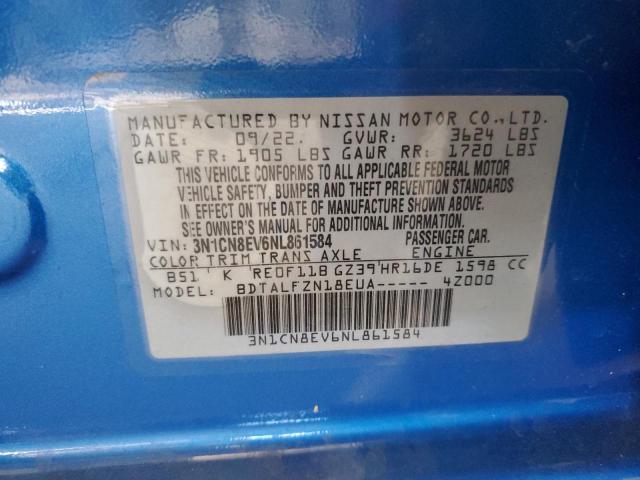 MANUFACTURED BY NISSAN MOTOR CO.,LTD.
DATE: 09/22. GVWR: 3624 LBS
GAWR FR: 1905 LBS GAWR RR: 1720 LBS
THIS VEHICLE CONFORMS TO ALL APPLICABLE FEDERAL MOTOR
VEHICLE SAFETY, BUMPER AND THEFT PREVENTION STANDARDS
IN EFFECT ON THE DATE OF MANUFACTURE SHOWN ABOVE.
SEE OWNER'S MANUAL FOR ADDITIONAL INFORMATION.
VIN: 3N1CN8EV6NL861584 PASSENGER CAR.
COLOR TRIM TRANS AXLE ENGINE
B51 K RE0F11B GZ39 HR16DE 1598 CC
MODEL: BDTALFZN18EUA----- 4Z000
3N1CN8EV6NL861584